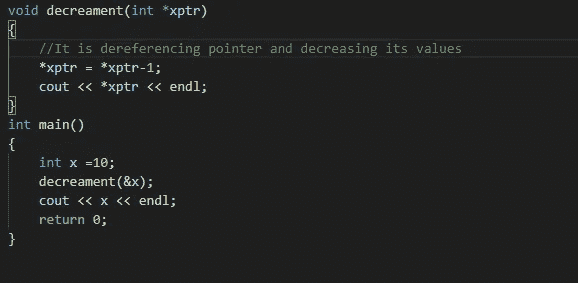 void decreament(int *xptr)
{
//It is dereferencing pointer and decreasing its values
*xptr = *xptr-1;
cout << *xptr << endl;
}
int main()
{
int x =10;
decreament(&x);
cout << x << endl;
return 0;
}